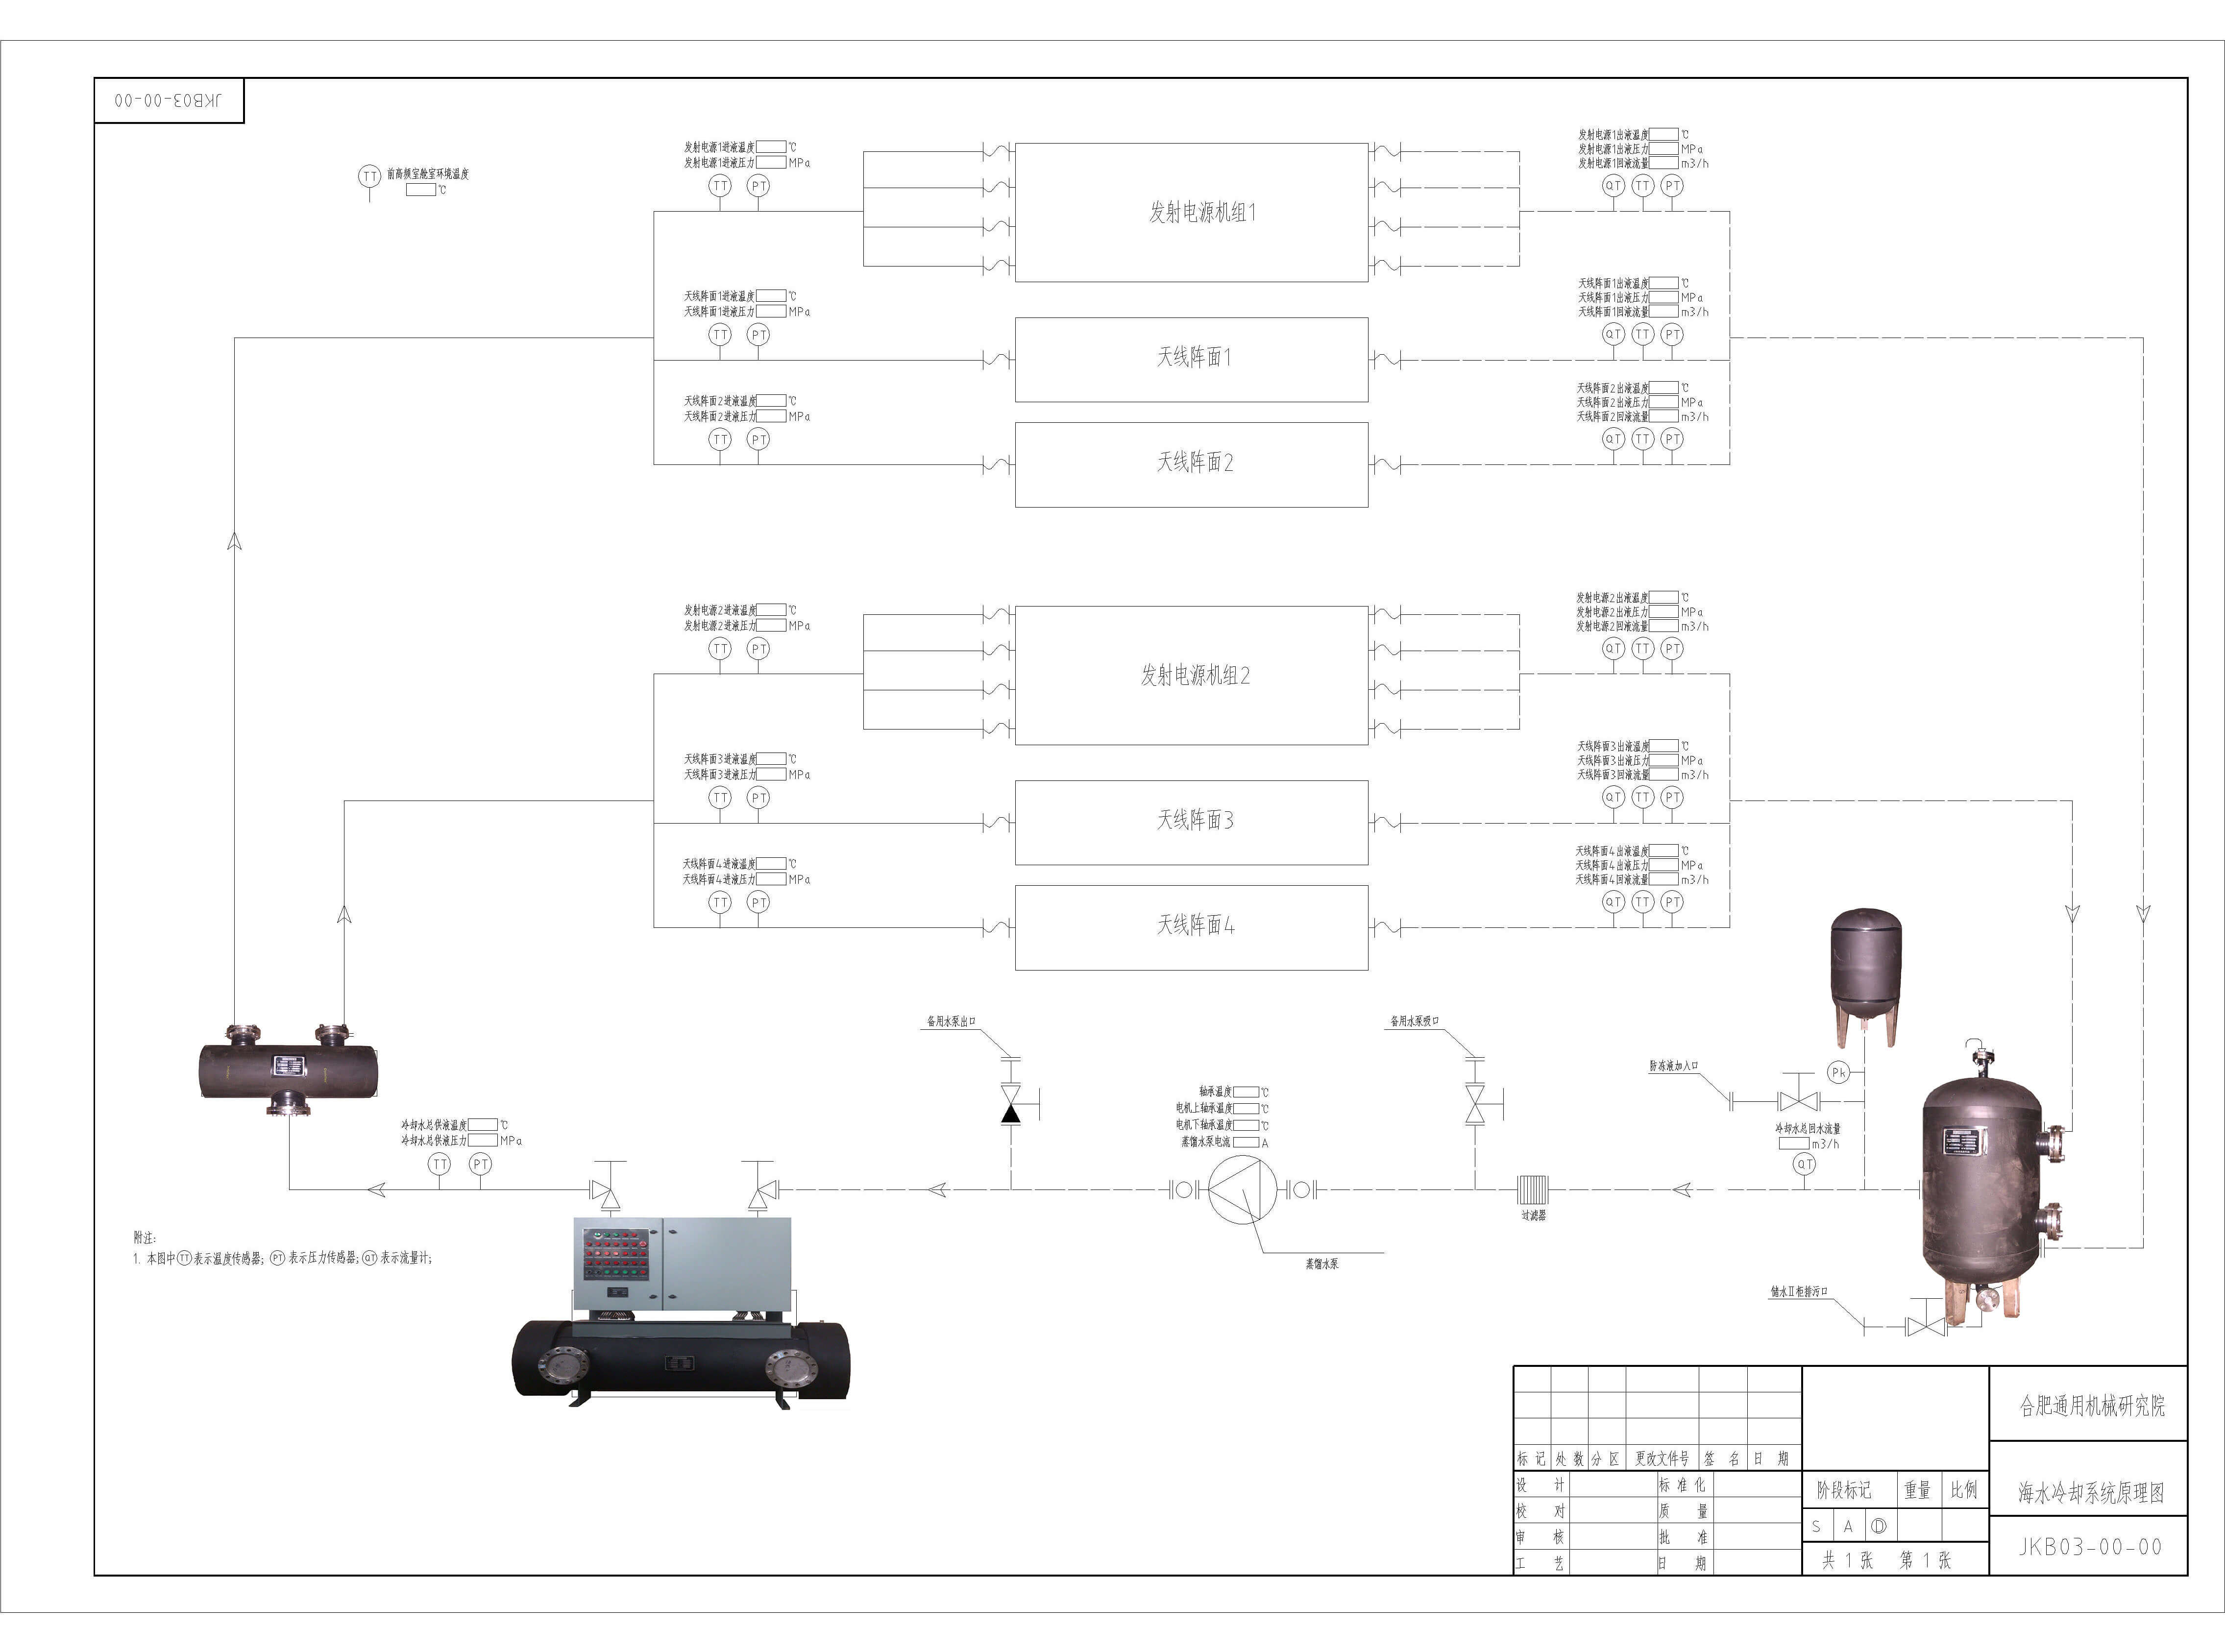 JKB03-00-00
TT 前高频室舱室环境温度
℃
发射电源1进液温度 ℃
发射电源1进液压力 MPa
TT PT
发射电源机组1
发射电源1出液温度 ℃
发射电源1出液压力 MPa
发射电源1回液流量 m3/h
QT TT PT
天线阵面1进液温度 ℃
天线阵面1进液压力 MPa
TT PT
天线阵面1
天线阵面1出液温度 ℃
天线阵面1出液压力 MPa
天线阵面1回液流量 m3/h
QT TT PT
天线阵面2进液温度 ℃
天线阵面2进液压力 MPa
TT PT
天线阵面2
天线阵面2出液温度 ℃
天线阵面2出液压力 MPa
天线阵面2回液流量 m3/h
QT TT PT
发射电源2进液温度 ℃
发射电源2进液压力 MPa
TT PT
发射电源机组2
发射电源2出液温度 ℃
发射电源2出液压力 MPa
发射电源2回液流量 m3/h
QT TT PT
天线阵面3进液温度 ℃
天线阵面3进液压力 MPa
TT PT
天线阵面3
天线阵面3出液温度 ℃
天线阵面3出液压力 MPa
天线阵面3回液流量 m3/h
QT TT PT
天线阵面4进液温度 ℃
天线阵面4进液压力 MPa
TT PT
天线阵面4
天线阵面4出液温度 ℃
天线阵面4出液压力 MPa
天线阵面4回液流量 m3/h
QT TT PT
备用水泵出口
备用水泵吸口
防冻液加入口
Pk
冷却水总供液温度 ℃
冷却水总供液压力 MPa
TT PT
轴承温度 ℃
电机上轴承温度 ℃
电机下轴承温度 ℃
蒸馏水泵电流 A
冷却水总回水流量
m3/h
QT
过滤器
蒸馏水泵
储水Ⅱ柜排污口
附注:
1. 本图中TT表示温度传感器; PT表示压力传感器; QT表示流量计;
标记 处数 分区 更改文件号 签名 日期
设计 标准化
校对 质量
审核 批准
工艺 日期
阶段标记 重量 比例
S A D
共1张 第1张
合肥通用机械研究院
海水冷却系统原理图
JKB03-00-00